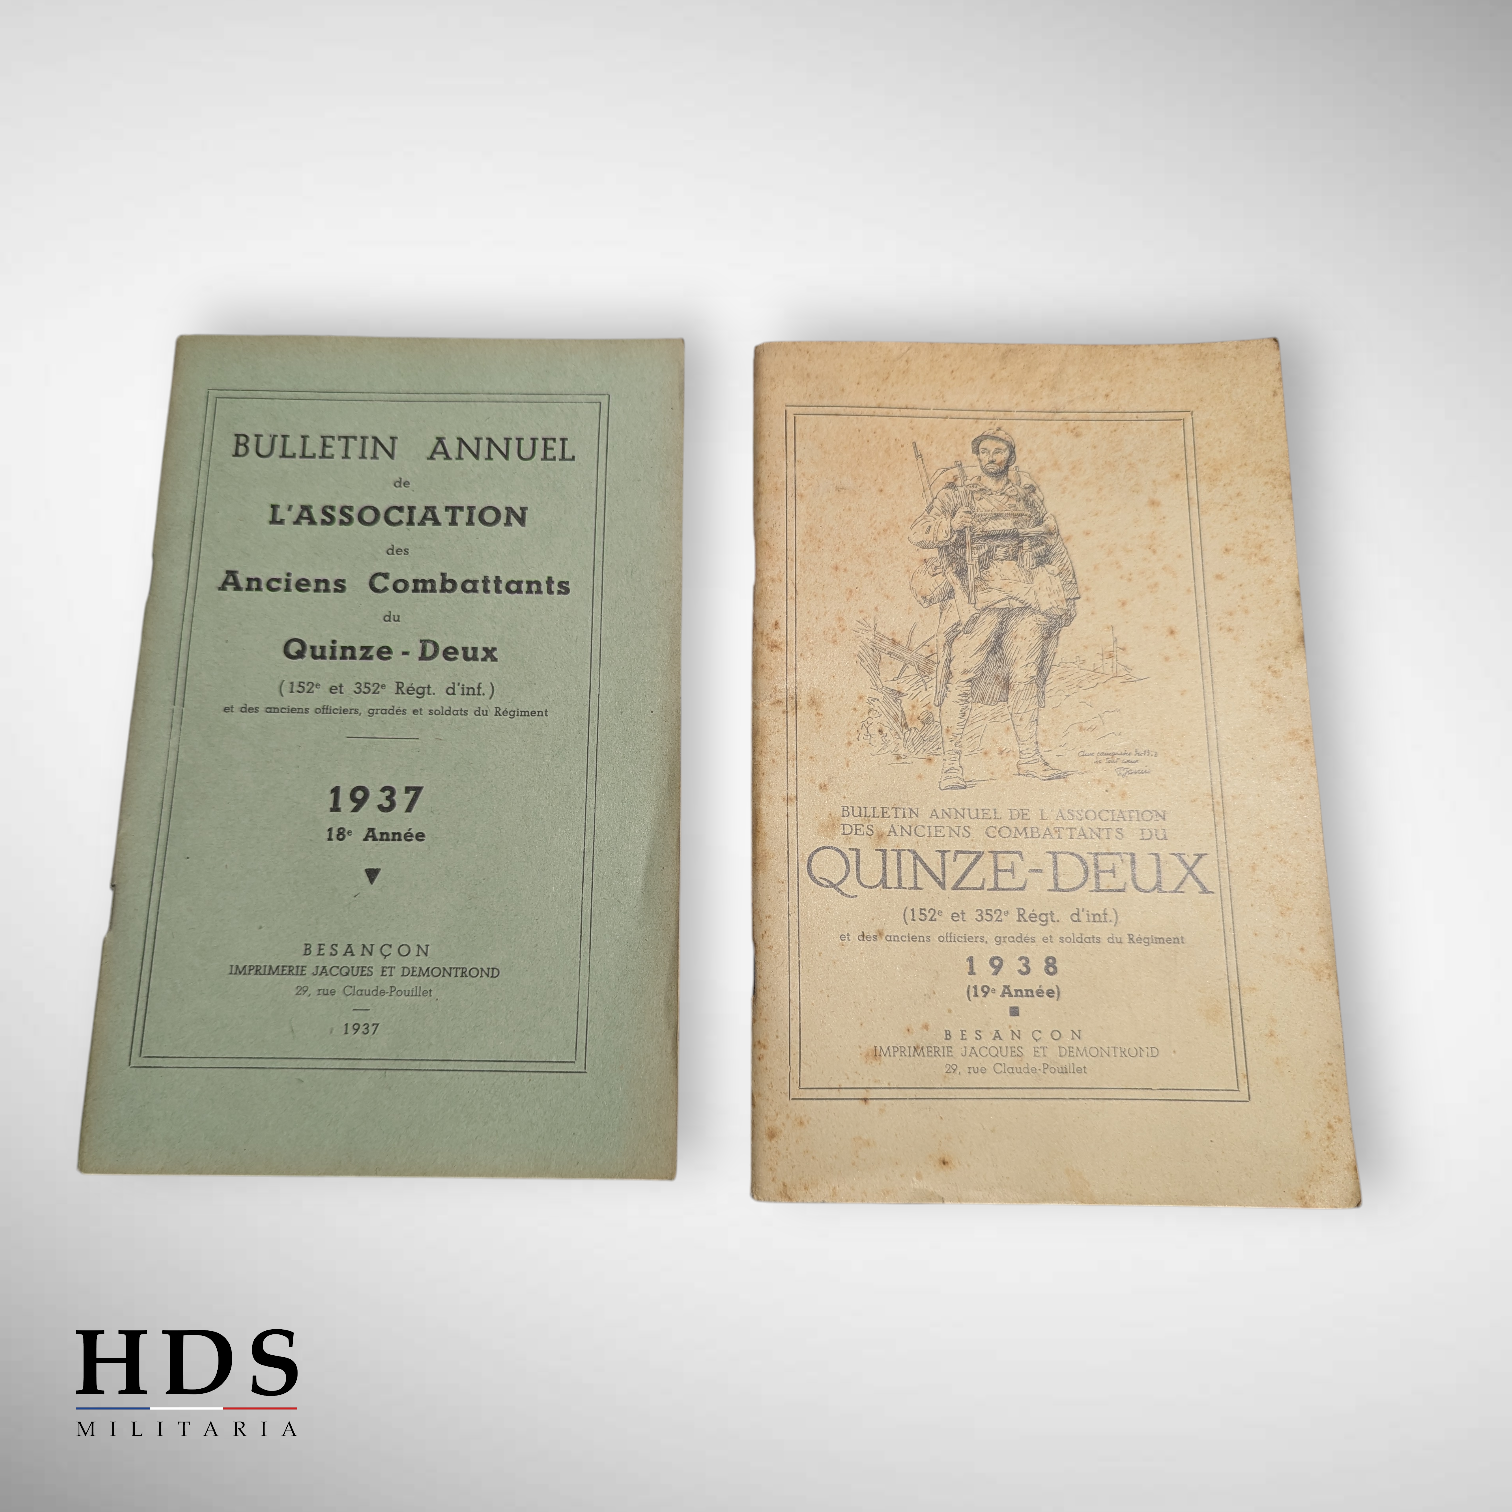 BULLETIN ANNUEL
de
L'ASSOCIATION
des
Anciens Combattants
du
Quinze-Deux
(152e et 352e Régt. d'inf.)
et des anciens officiers, gradés et soldats du Régiment
1937
18e Année
BESANÇON
IMPRIMERIE JACQUES ET DEMONTROND
29, rue Claude-Pouillet
1937
BULLETIN ANNUEL DE L'ASSOCIATION
DES ANCIENS COMBATTANTS DU
QUINZE-DEUX
(152e et 352e Régt. d'inf.)
et des anciens officiers, gradés et soldats du Régiment
1938
(19e Année)
BESANÇON
IMPRIMERIE JACQUES ET DEMONTROND
29, rue Claude-Pouillet
HDS
MILITARIA